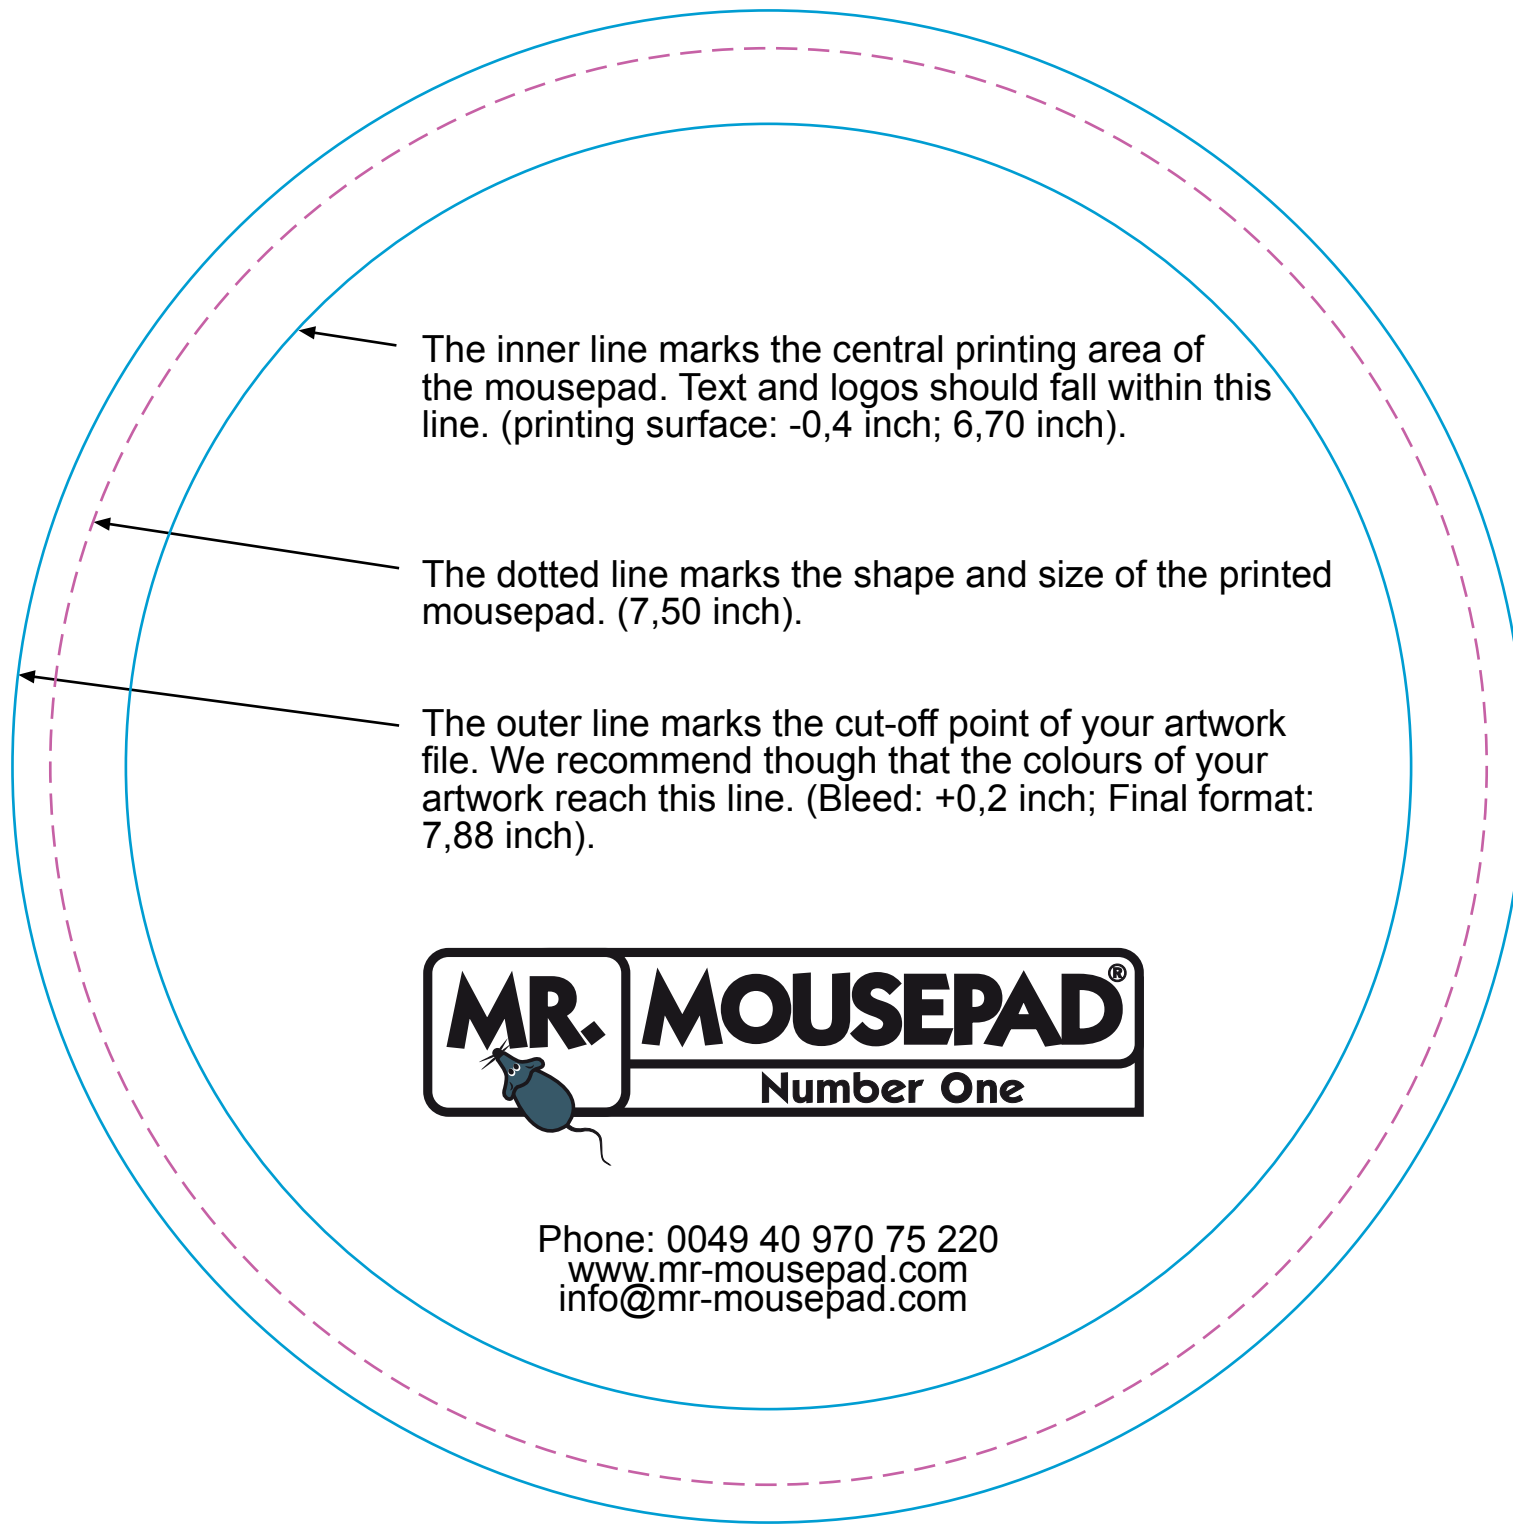 The inner line marks the central printing area of
the mousepad. Text and logos should fall within this
line. (printing surface: -0,4 inch; 6,70 inch).
The dotted line marks the shape and size of the printed
mousepad. (7,50 inch).
The outer line marks the cut-off point of your artwork
file. We recommend though that the colours of your
artwork reach this line. (Bleed: +0,2 inch; Final format:
7,88 inch).
MR. MOUSEPAD®
Number One
Phone: 0049 40 970 75 220
www.mr-mousepad.com
info@mr-mousepad.com